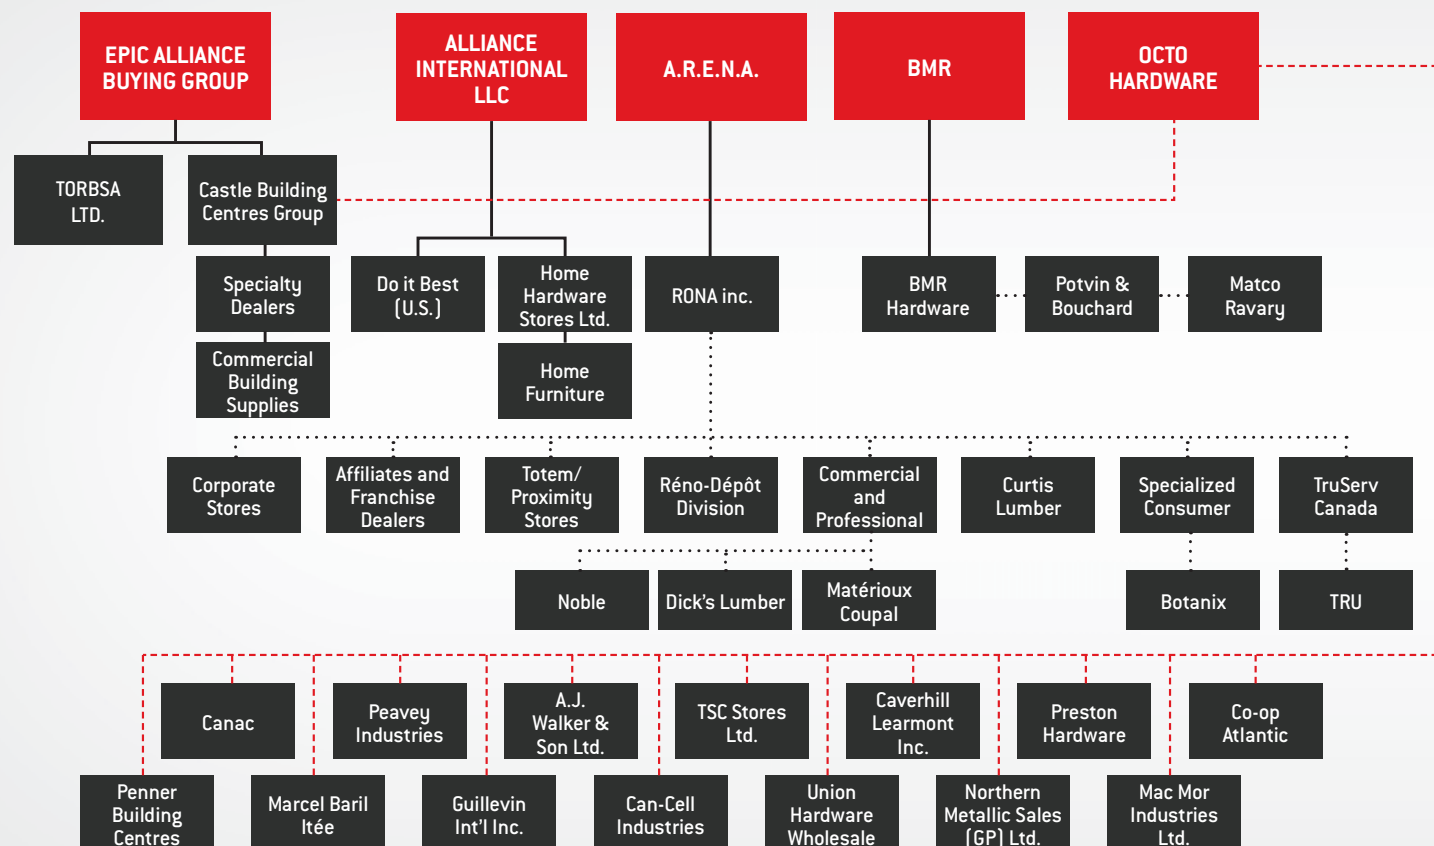 EPIC ALLIANCE
BUYING GROUP
ALLIANCE
INTERNATIONAL
LLC
A.R.E.N.A.
BMR
OCTO
HARDWARE
TORBSA
LTD.
Castle Building
Centres Group
Specialty
Dealers
Commercial
Building
Supplies
Do it Best
(U.S.)
Home
Hardware
Stores Ltd.
Home
Furniture
RONA inc.
BMR
Hardware
Potvin &
Bouchard
Matco
Ravary
Corporate
Stores
Affiliates and
Franchise
Dealers
Totem/
Proximity
Stores
Réno-Dépôt
Division
Commercial
and
Professional
Curtis
Lumber
Specialized
Consumer
TruServ
Canada
Noble
Dick's Lumber
Matérioux
Coupal
Botanix
TRU
Canac
Peavey
Industries
A.J.
Walker &
Son Ltd.
TSC Stores
Ltd.
Caverhill
Learmont
Inc.
Preston
Hardware
Co-op
Atlantic
Penner
Building
Centres
Marcel Baril
ltée
Guillevin
Int'l Inc.
Can-Cell
Industries
Union
Hardware
Wholesale
Northern
Metallic Sales
(GP) Ltd.
Mac Mor
Industries
Ltd.